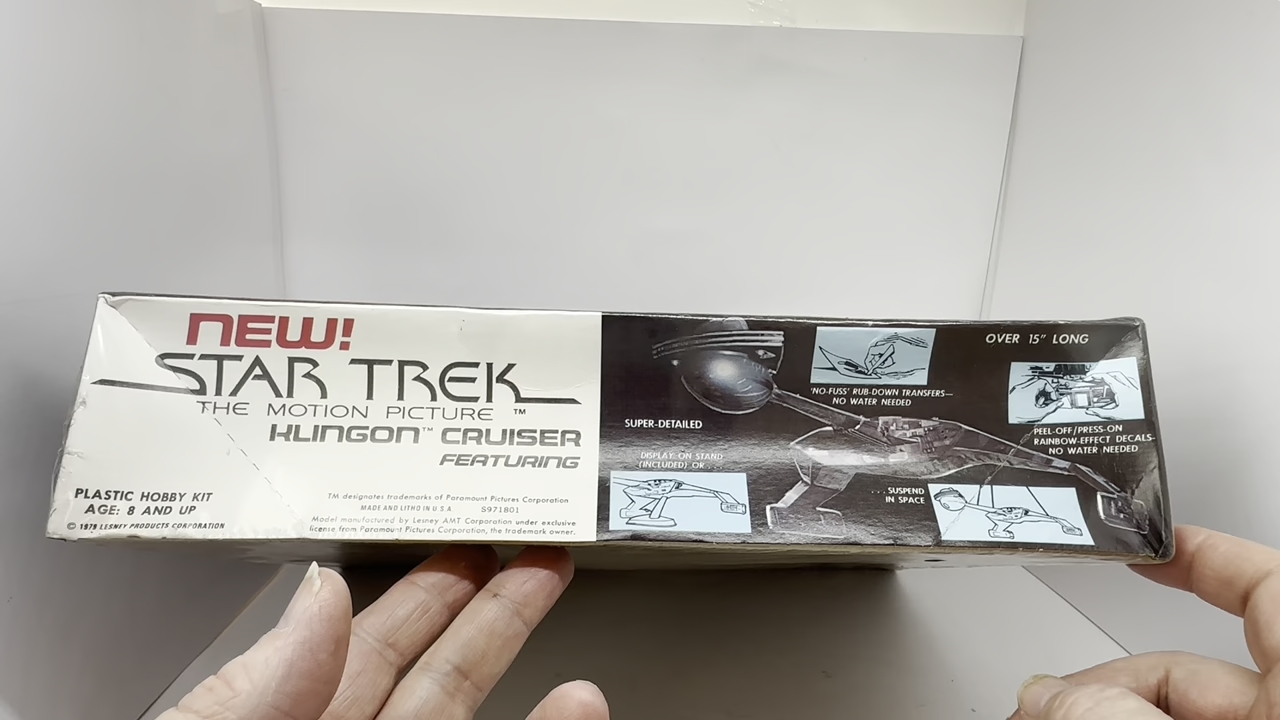 NEW!
STAR TREK
THE MOTION PICTURE ™
KLINGON™ CRUISER
FEATURING
PLASTIC HOBBY KIT
AGE: 8 AND UP
© 1979 LESNEY PRODUCTS CORPORATION
TM designates trademarks of Paramount Pictures Corporation
MADE AND LITHO IN U.S.A. S971801
Model manufactured by Lesney AMT Corporation under exclusive
license from Paramount Pictures Corporation, the trademark owner.
SUPER-DETAILED
DISPLAY ON STAND
(INCLUDED) OR
'NO-FUSS' RUB-DOWN TRANSFERS—
NO WATER NEEDED
. . . SUSPEND
IN SPACE
OVER 15" LONG
PEEL-OFF/PRESS-ON
RAINBOW-EFFECT DECALS-
NO WATER NEEDED